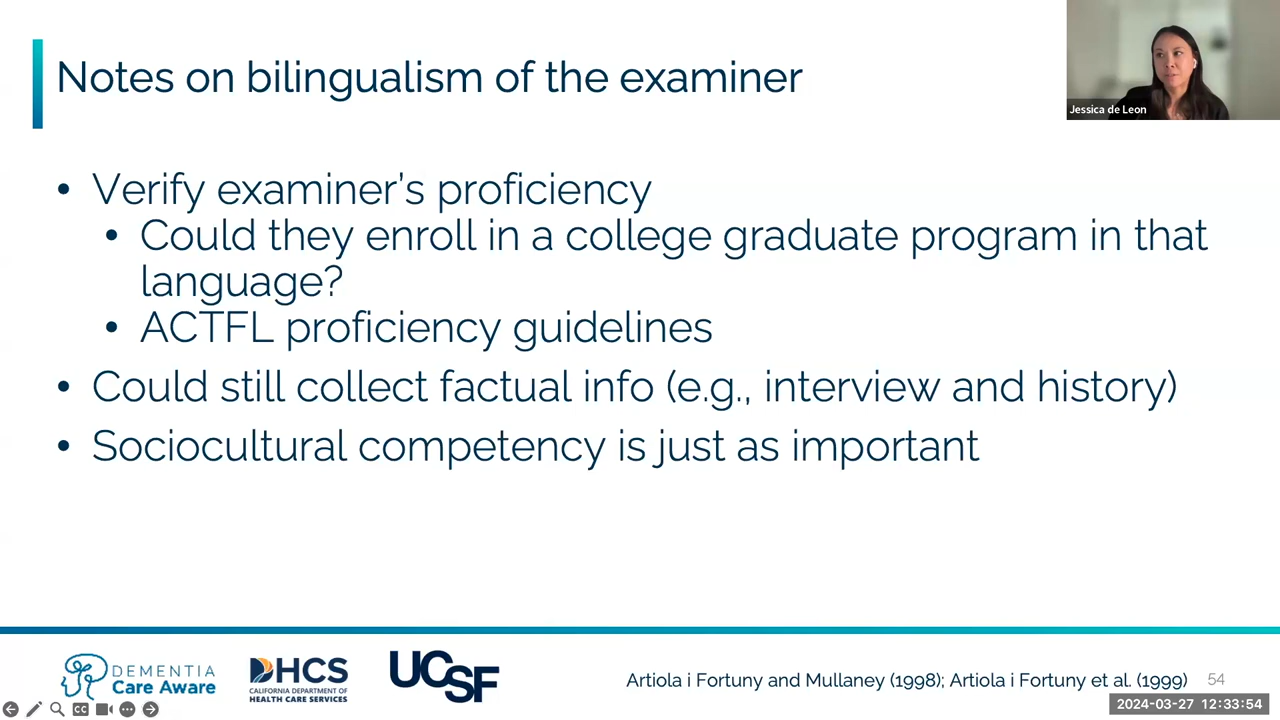 Notes on bilingualism of the examiner
Jessica de Leon
• Verify examiner’s proficiency
• Could they enroll in a college graduate program in that
language?
• ACTFL proficiency guidelines
• Could still collect factual info (e.g., interview and history)
• Sociocultural competency is just as important
DEMENTIA
Care Aware
DHCS
CALIFORNIA DEPARTMENT OF
HEALTH CARE SERVICES
UCSF
Artiola i Fortuny and Mullaney (1998); Artiola i Fortuny et al. (1999)
54
CC
2024-03-27 12:33:54